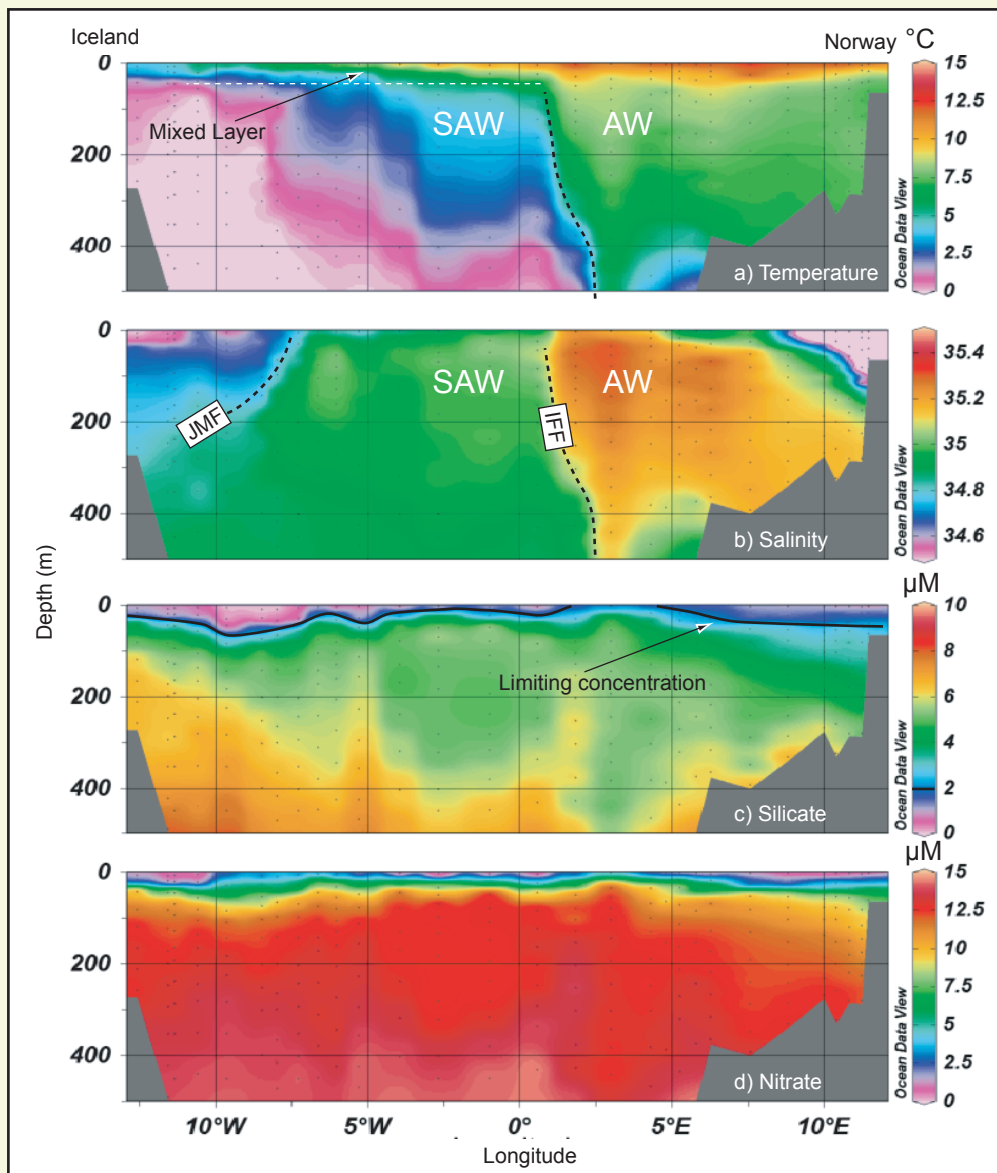 Iceland
Norway °C
0
200
400
Mixed Layer
SAW
AW
a) Temperature
15
12.5
10
7.5
5
2.5
0
Ocean Data View
0
200
400
JMF
SAW
IFF
AW
b) Salinity
35.4
35.2
35
34.8
34.6
Ocean Data View
Depth (m)
µM
0
200
400
Limiting concentration
c) Silicate
10
8
6
4
2
0
Ocean Data View
µM
0
200
400
d) Nitrate
15
12.5
10
7.5
5
2.5
0
Ocean Data View
10°W
5°W
0°
5°E
10°E
Longitude